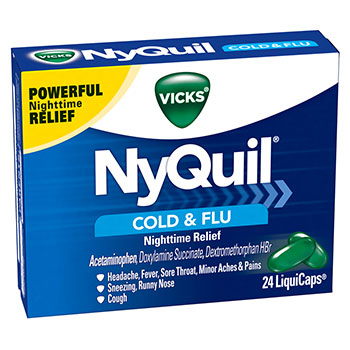 COLD & FLU
POWERFUL
Nighttime
RELIEF
VICKS®
NyQuil®
COLD & FLU
Nighttime Relief
Acetaminophen, Doxylamine Succinate, Dextromethorphan HBr
• Headache, Fever, Sore Throat, Minor Aches & Pains
• Sneezing, Runny Nose
• Cough
24 LiquiCaps®